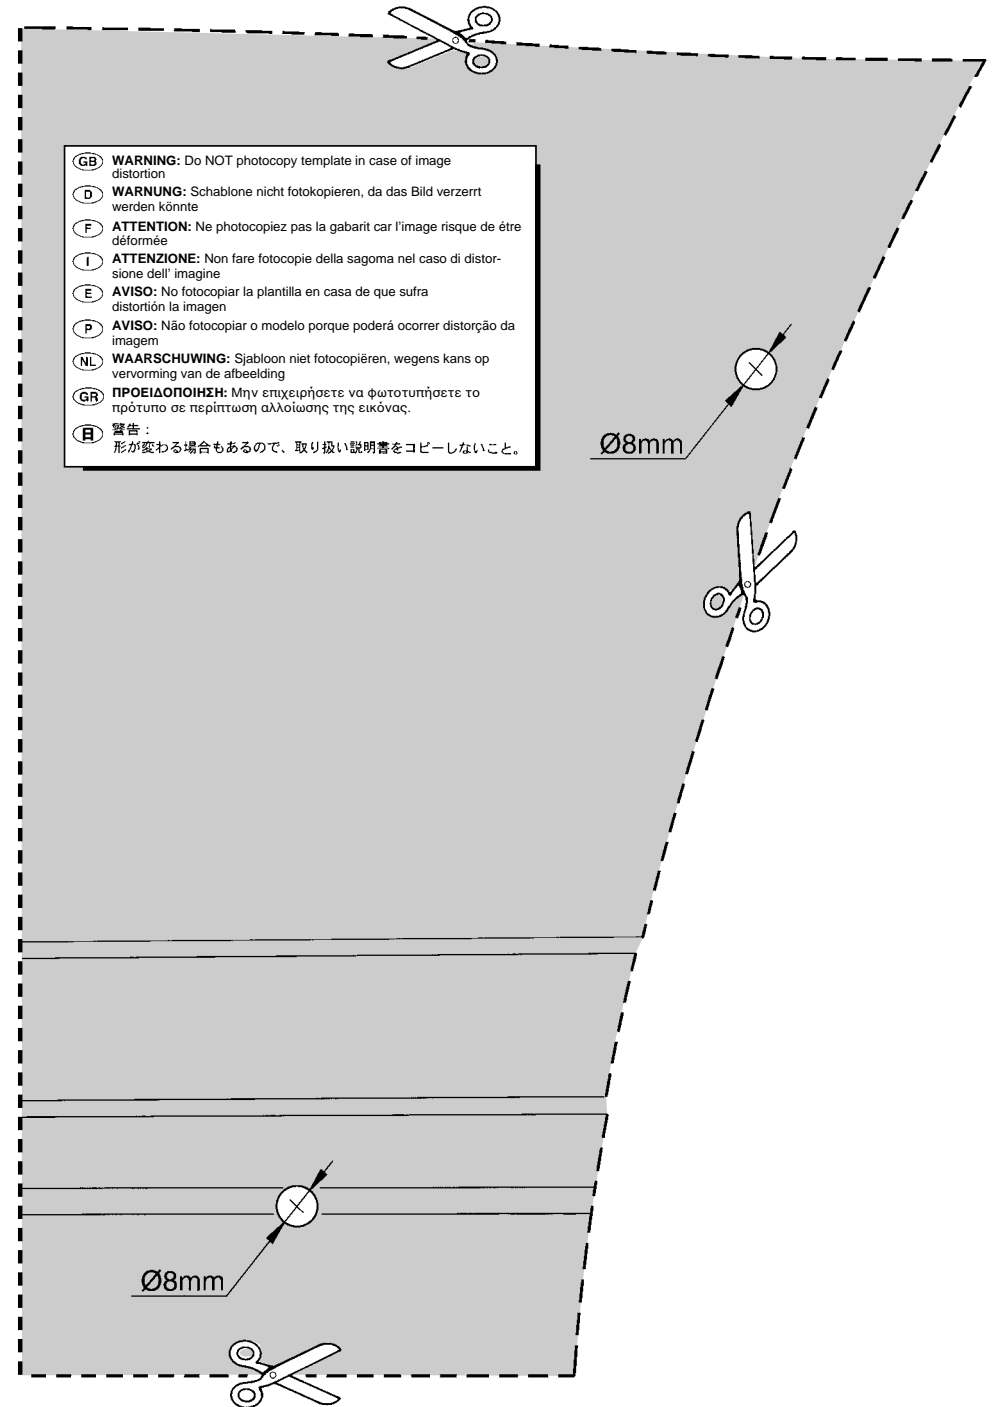 GB WARNING: Do NOT photocopy template in case of image
distortion
D WARNUNG: Schablone nicht fotokopieren, da das Bild verzerrt
werden könnte
F ATTENTION: Ne photocopiez pas la gabarit car l'image risque de étre
déformée
I ATTENZIONE: Non fare fotocopie della sagoma nel caso di distor-
sione dell' imagine
E AVISO: No fotocopiar la plantilla en casa de que sufra
distortión la imagen
P AVISO: Não fotocopiar o modelo porque poderá ocorrer distorção da
imagem
NL WAARSCHUWING: Sjabloon niet fotocopiëren, wegens kans op
vervorming van de afbeelding
GR ΠΡΟΕΙΔΟΠΟΙΗΣΗ: Μην επιχειρήσετε να φωτοτυπήσετε το
πρότυπο σε περίπτωση αλλοίωσης της εικόνας.
日 警告：
形が変わる場合もあるので、取り扱い説明書をコピーしないこと。
Ø8mm
Ø8mm